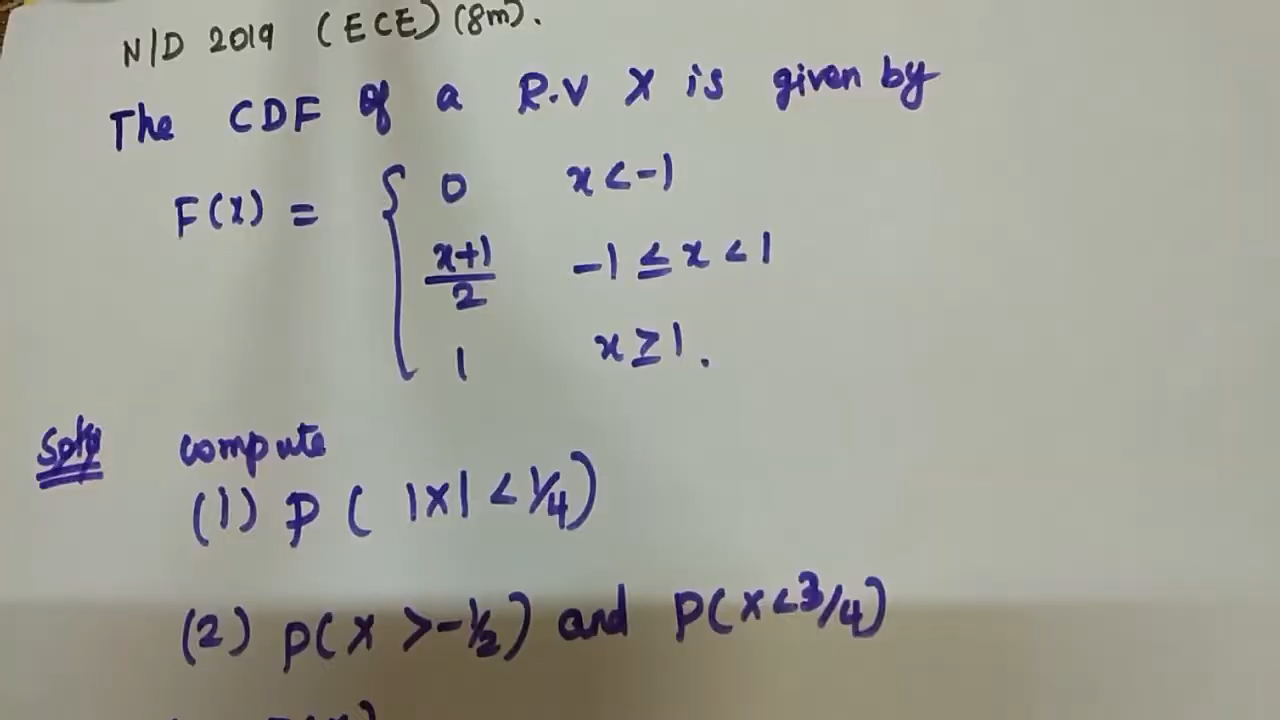 N/D 2019 (ECE) (8m).
The CDF of a R.V X is given by
F(X) = { 0 x < -1
x+1/2 -1 ≤ x < 1
1 x ≥ 1.
Soln compute
(1) P( |X| < 1/4)
(2) P(X > -1/2) and P(X < 3/4)